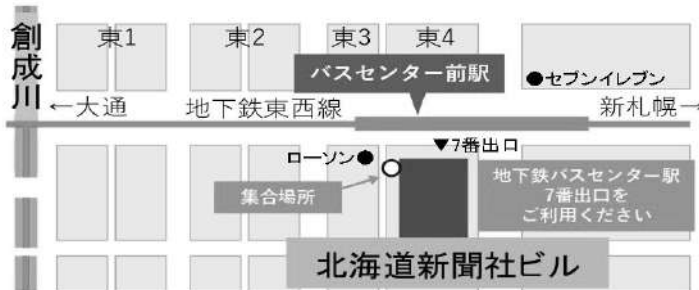 創成川
東1
東2
東3
東4
バスセンター前駅
●セブンイレブン
←大通
地下鉄東西線
新札幌→
▼7番出口
ローソン●
集合場所
地下鉄バスセンター駅
7番出口を
ご利用ください
北海道新聞社ビル